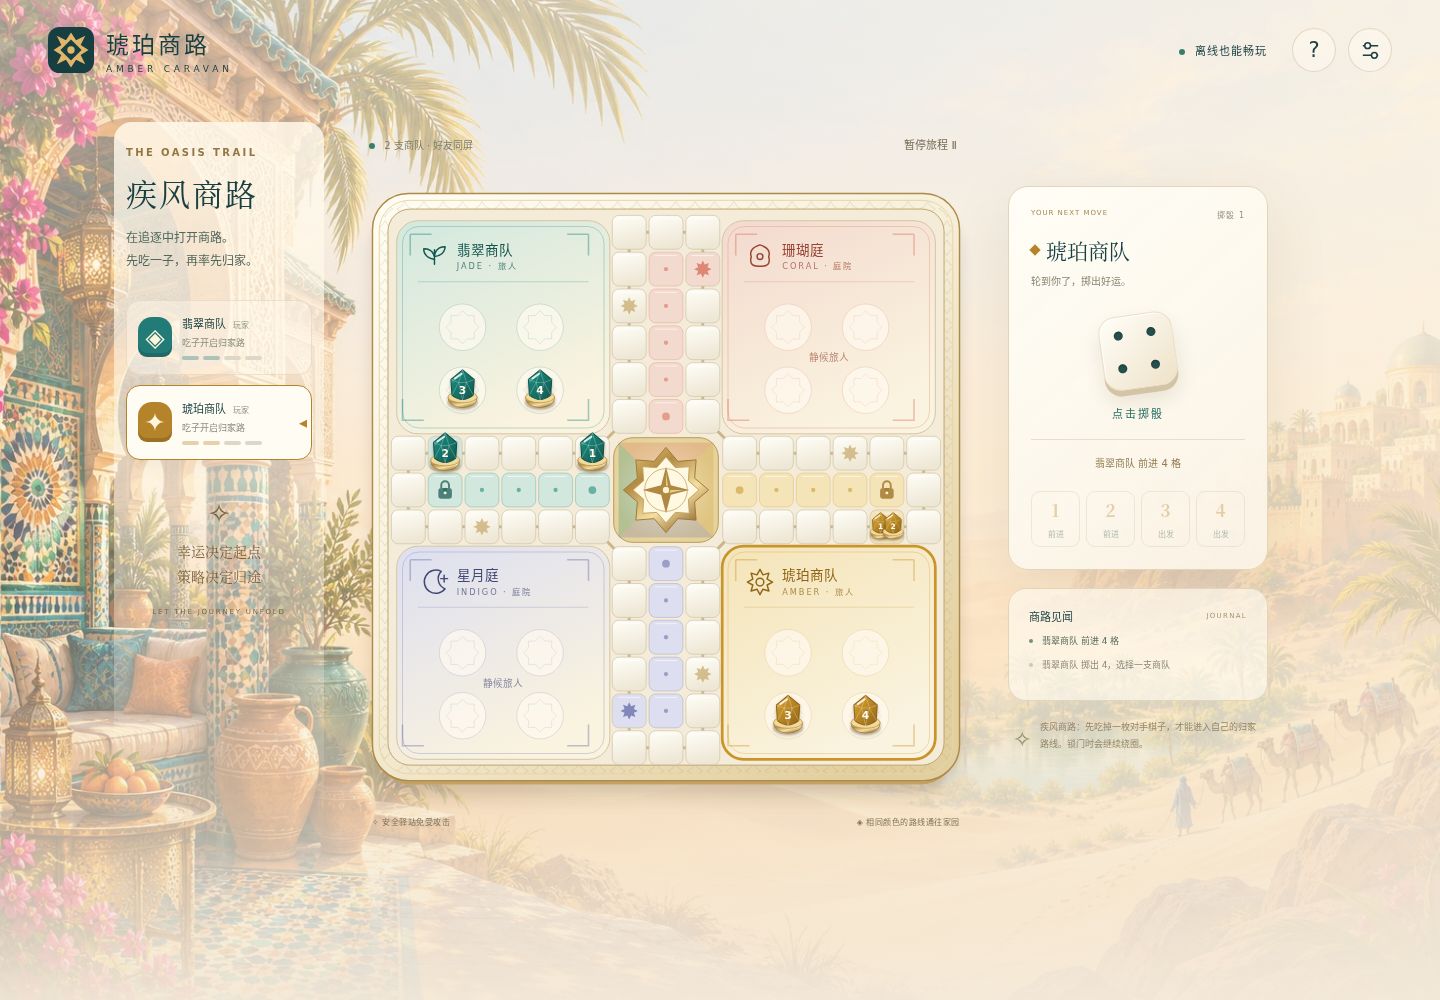 琥珀商路
AMBER CARAVAN
离线也能畅玩
?
THE OASIS TRAIL
疾风商路
在追逐中打开商路。
先吃一子，再率先归家。
翡翠商队 玩家
吃子开启归家路
琥珀商队 玩家
吃子开启归家路
幸运决定起点
策略决定归途
LET THE JOURNEY UNFOLD
2 支商队 · 好友同屏
暂停旅程 Ⅱ
翡翠商队
JADE · 旅人
3
4
珊瑚庭
CORAL · 庭院
静候旅人
2
1
1
2
星月庭
INDIGO · 庭院
静候旅人
琥珀商队
AMBER · 旅人
3
4
安全驿站免受攻击
相同颜色的路线通往家园
YOUR NEXT MOVE
掷骰 1
琥珀商队
轮到你了，掷出好运。
点击掷骰
翡翠商队 前进 4 格
1
前进
2
前进
3
出发
4
出发
商路见闻
JOURNAL
翡翠商队 前进 4 格
翡翠商队 掷出 4，选择一支商队
疾风商路：先吃掉一枚对手棋子，才能进入自己的归家
路线。锁门时会继续绕圈。